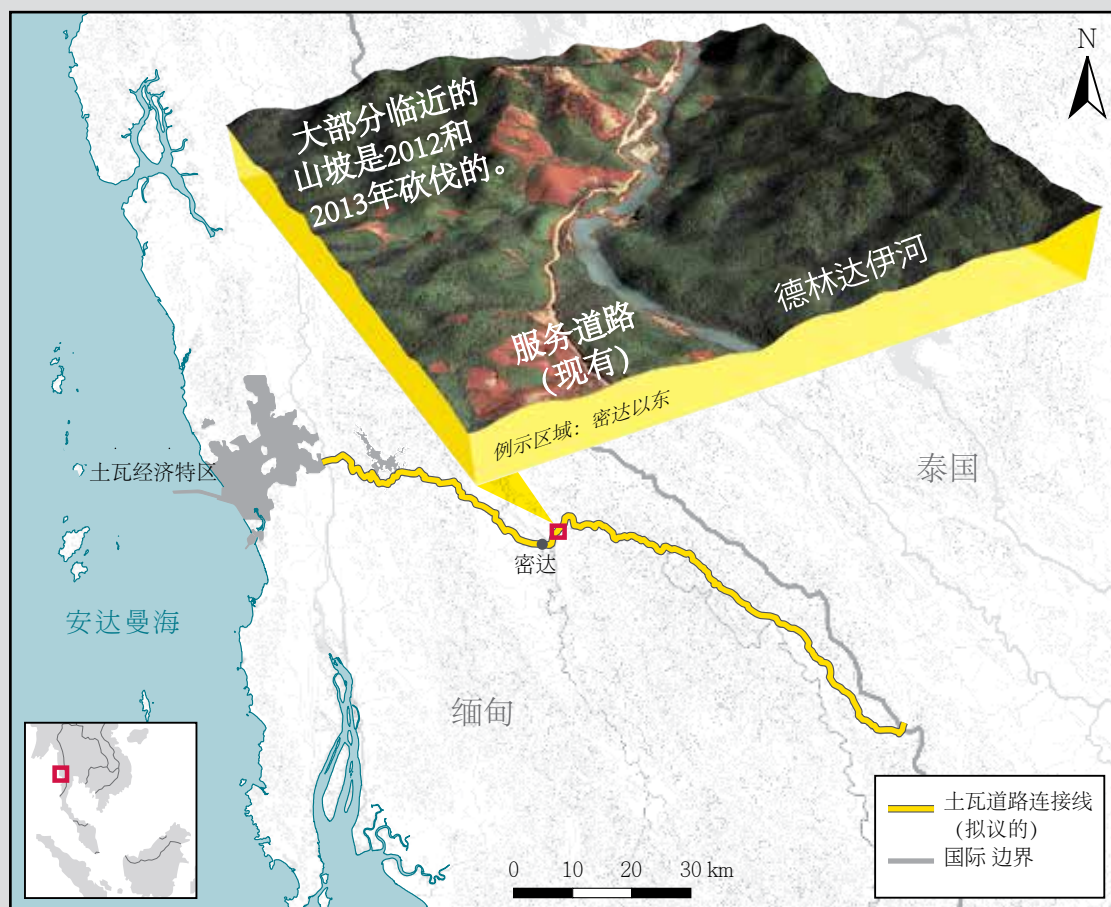 N
大部分临近的
山坡是2012和
2013年砍伐的。
德林达伊河
服务道路
(现有)
例示区域: 密达以东
泰国
土瓦经济特区
密达
安达曼海
缅甸
土瓦道路连接线
(拟议的)
国际 边界
0 10 20 30 km